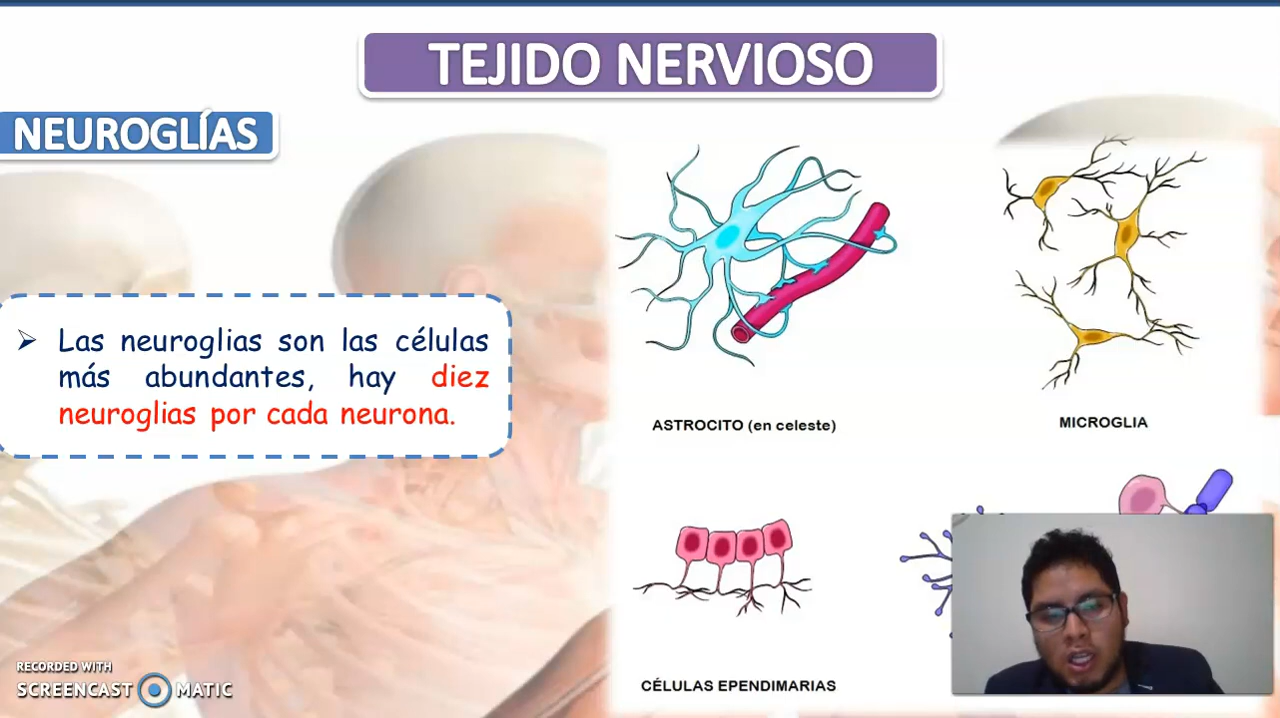 TEJIDO NERVIOSO
NEUROGLÍAS
Las neuroglias son las células
más abundantes, hay diez
neuroglias por cada neurona.
ASTROCITO (en celeste)
MICROGLIA
CÉLULAS EPENDIMARIAS
RECORDED WITH
SCREENCAST MATIC